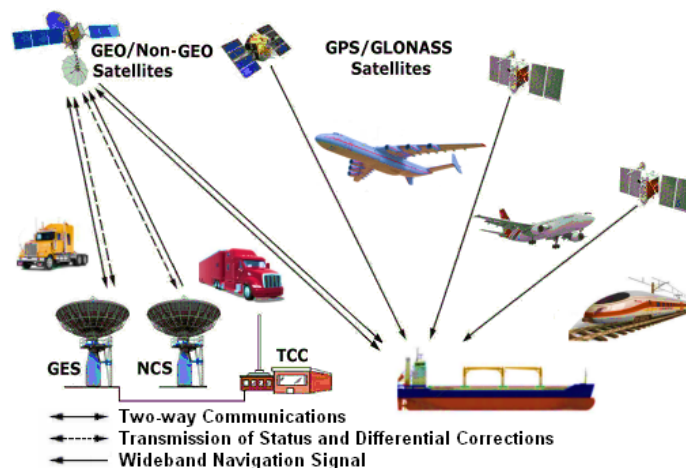 GEO/Non-GEO
Satellites
GPS/GLONASS
Satellites
GES
NCS
TCC
Two-way Communications
Transmission of Status and Differential Corrections
Wideband Navigation Signal